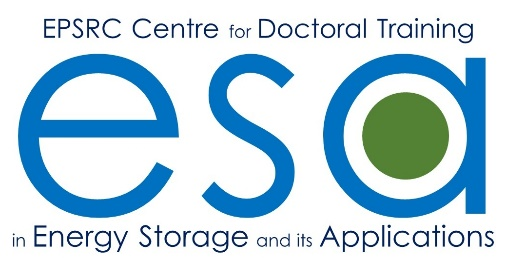 EPSRC Centre for Doctoral Training
esa
in Energy Storage and its Applications